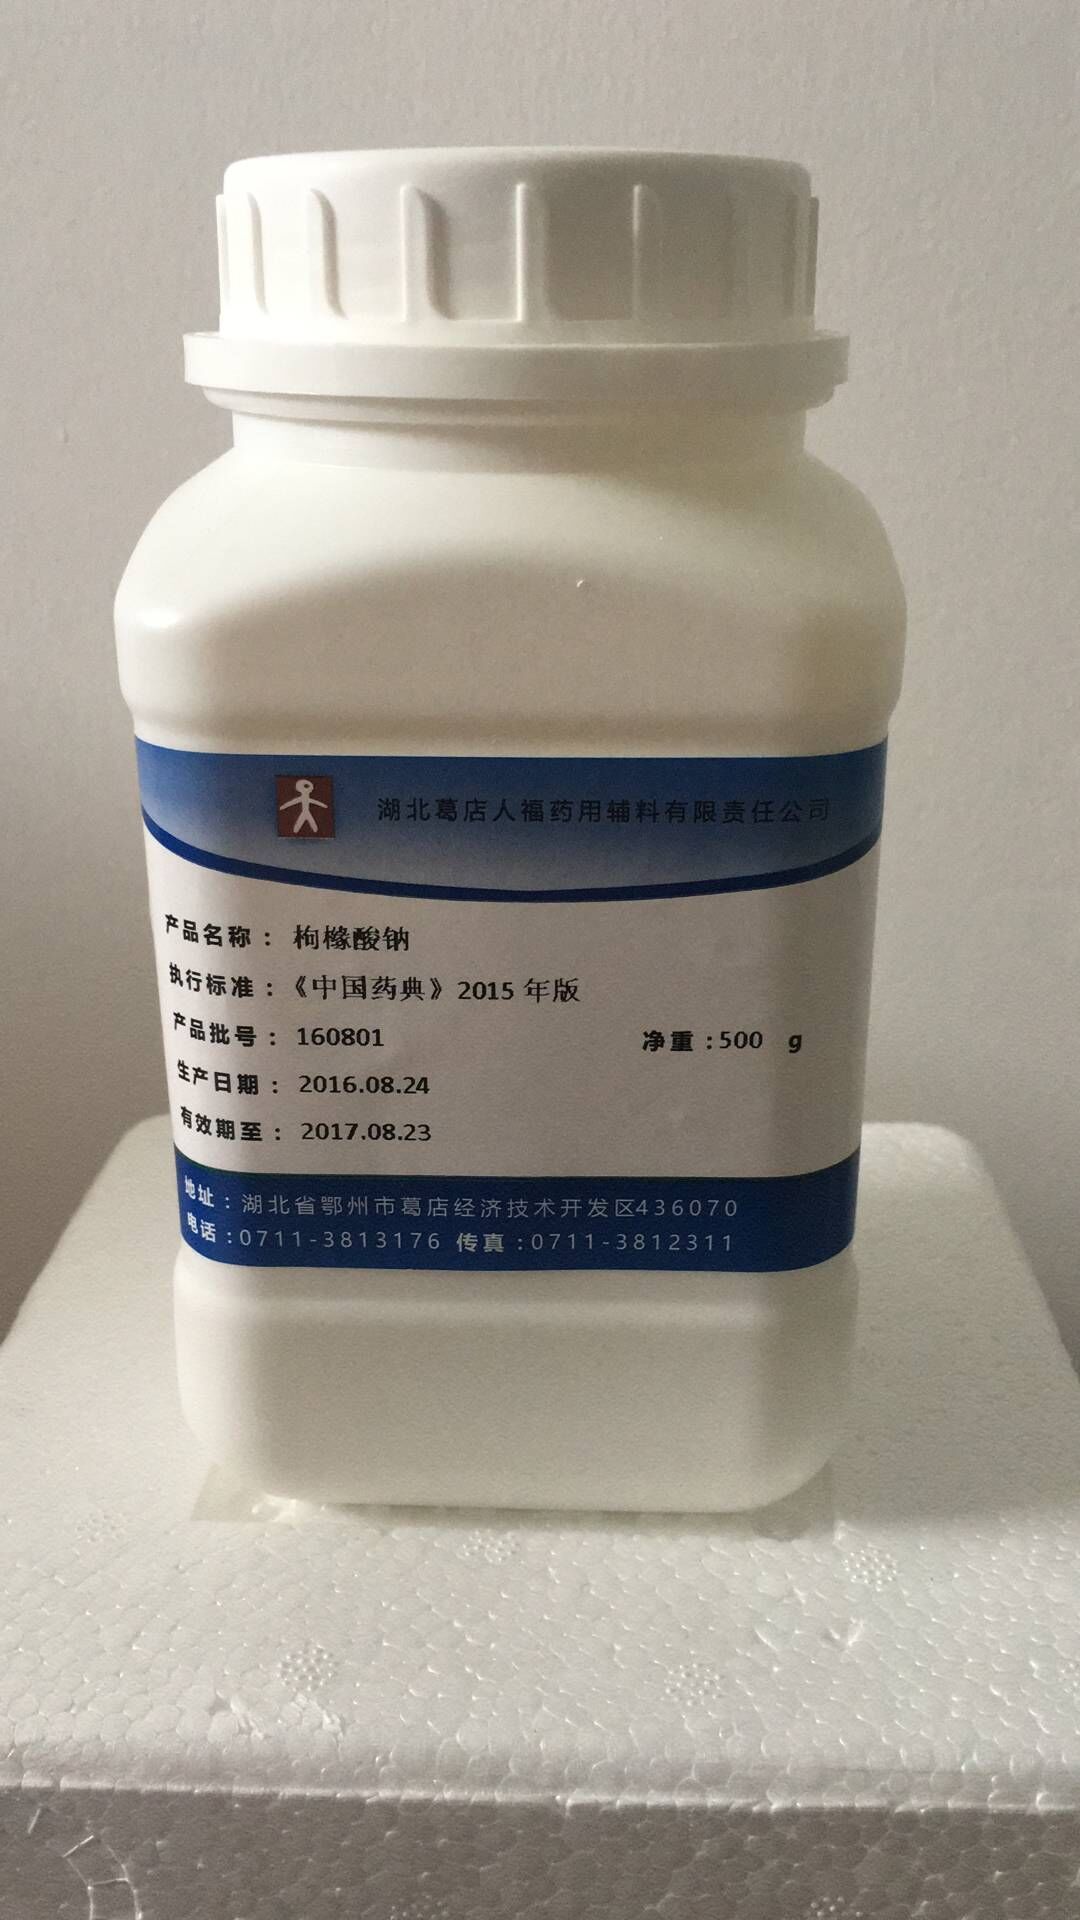 湖北葛店人福药用辅料有限责任公司
产品名称： 枸橼酸钠
执行标准：《中国药典》2015 年版
产品批号： 160801 净重:500 g
生产日期： 2016.08.24
有效期至： 2017.08.23
地址:湖北省鄂州市葛店经济技术开发区436070
电话:0711-3813176 传真:0711-3812311